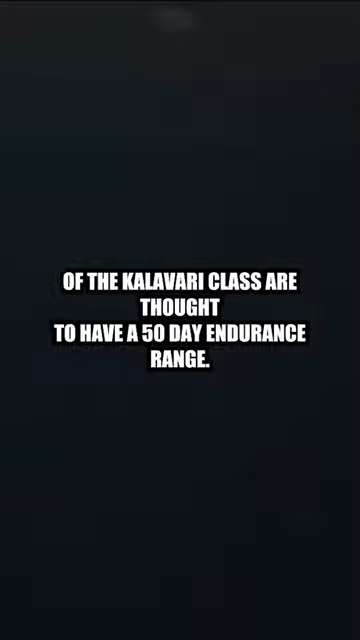 OF THE KALAVARI CLASS ARE
THOUGHT
TO HAVE A 50 DAY ENDURANCE
RANGE.